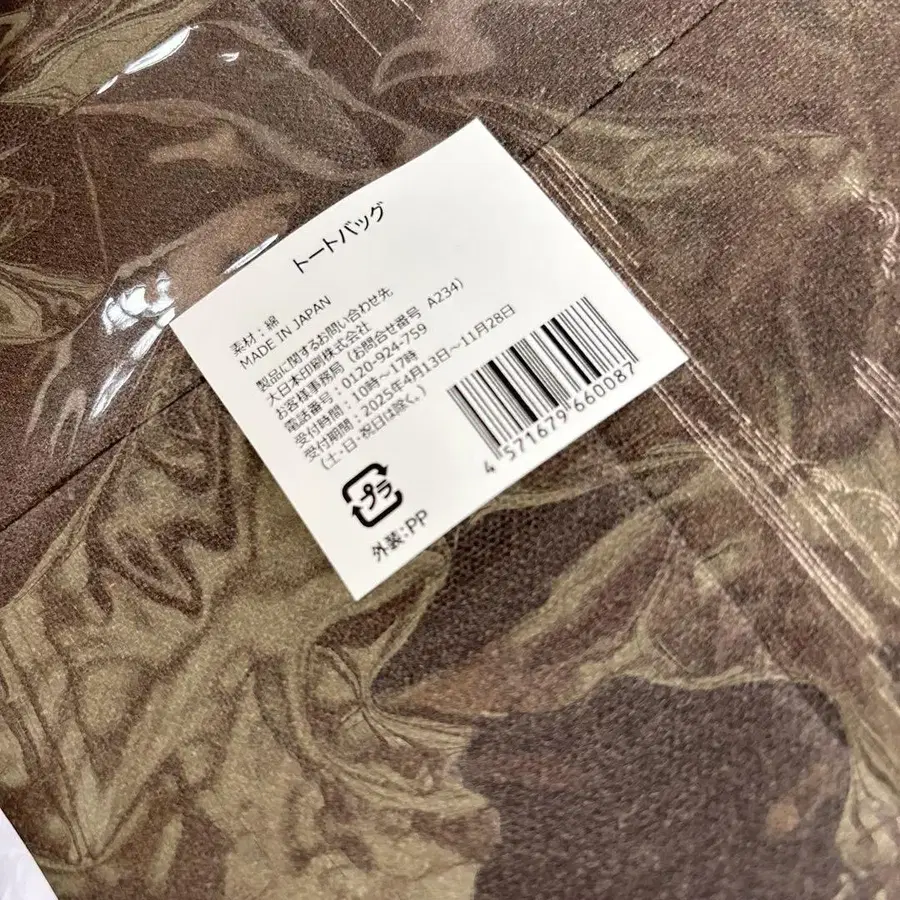 トートバッグ
素材：綿
MADE IN JAPAN
製品に関するお問い合わせ先
大日本印刷株式会社
お客様事務局（お問合せ番号 A234）
電話番号：0120-924-759
受付時間：10時～17時
受付期間：2025年4月13日～11月28日
（土・日・祝日は除く。）
4 571679 660087
プラ
外装：PP